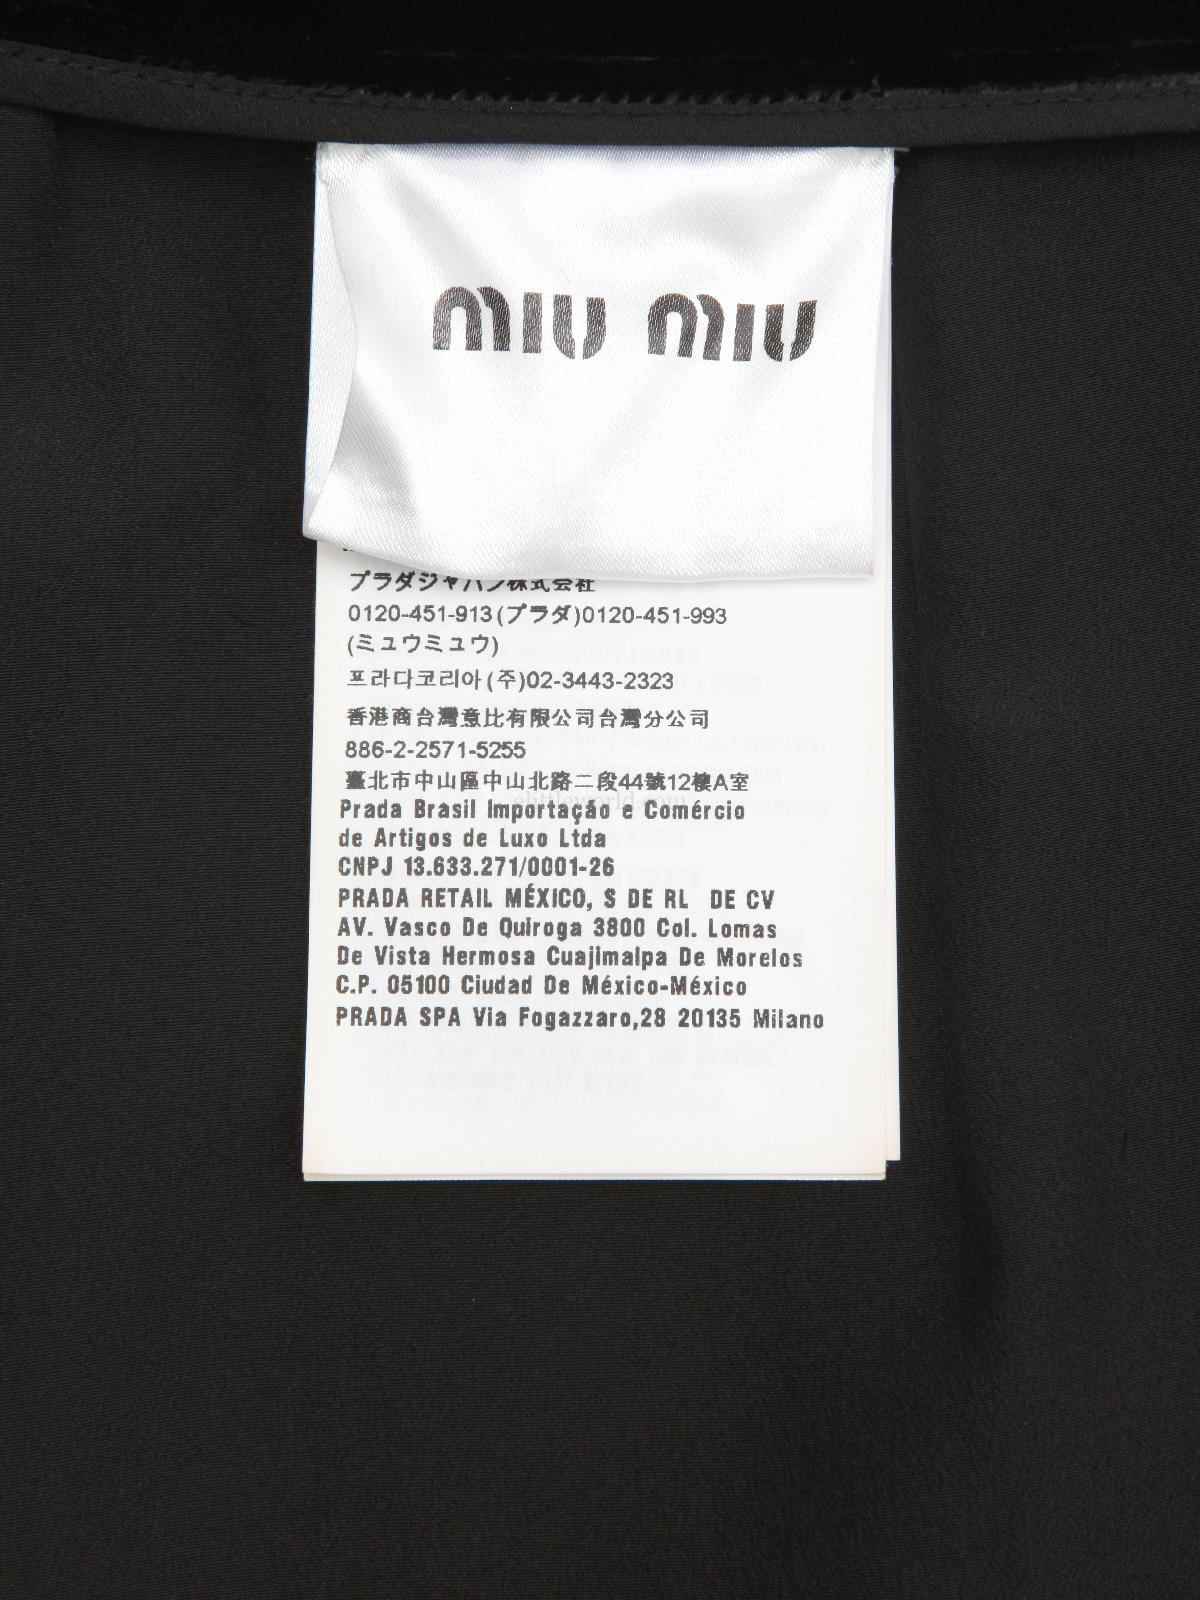 miu miu
プラダジャパン株式会社
0120-451-913(プラダ)0120-451-993
(ミュウミュウ)
프라다코리아(주)02-3443-2323
香港商台灣意比有限公司台灣分公司
886-2-2571-5255
臺北市中山區中山北路二段44號12樓A室
elittleworld.com
Prada Brasil Importação e Comércio
de Artigos de Luxo Ltda
CNPJ 13.633.271/0001-26
PRADA RETAIL MÉXICO, S DE RL DE CV
AV. Vasco De Quiroga 3800 Col. Lomas
De Vista Hermosa Cuajimalpa De Morelos
C.P. 05100 Ciudad De México-México
PRADA SPA Via Fogazzaro,28 20135 Milano